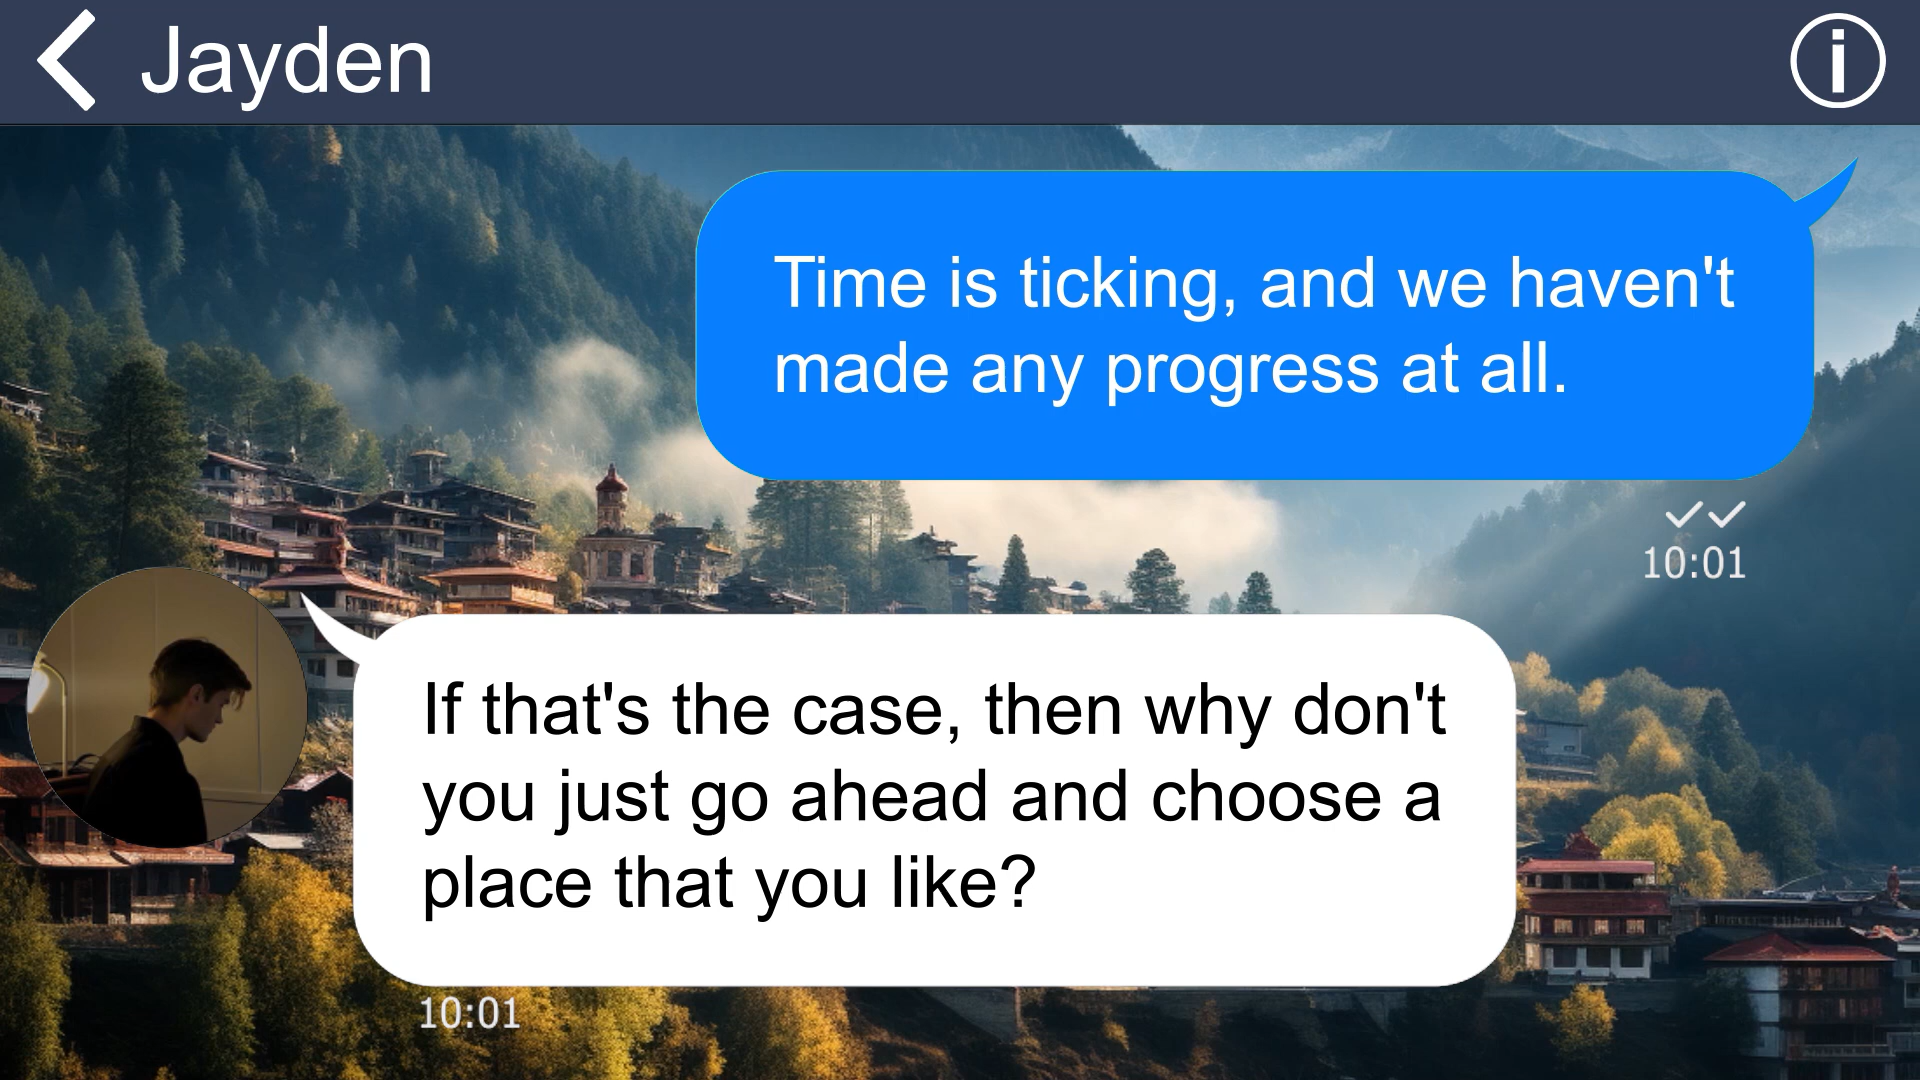 Jayden
Time is ticking, and we haven't
made any progress at all.
10:01
If that's the case, then why don't
you just go ahead and choose a
place that you like?
10:01